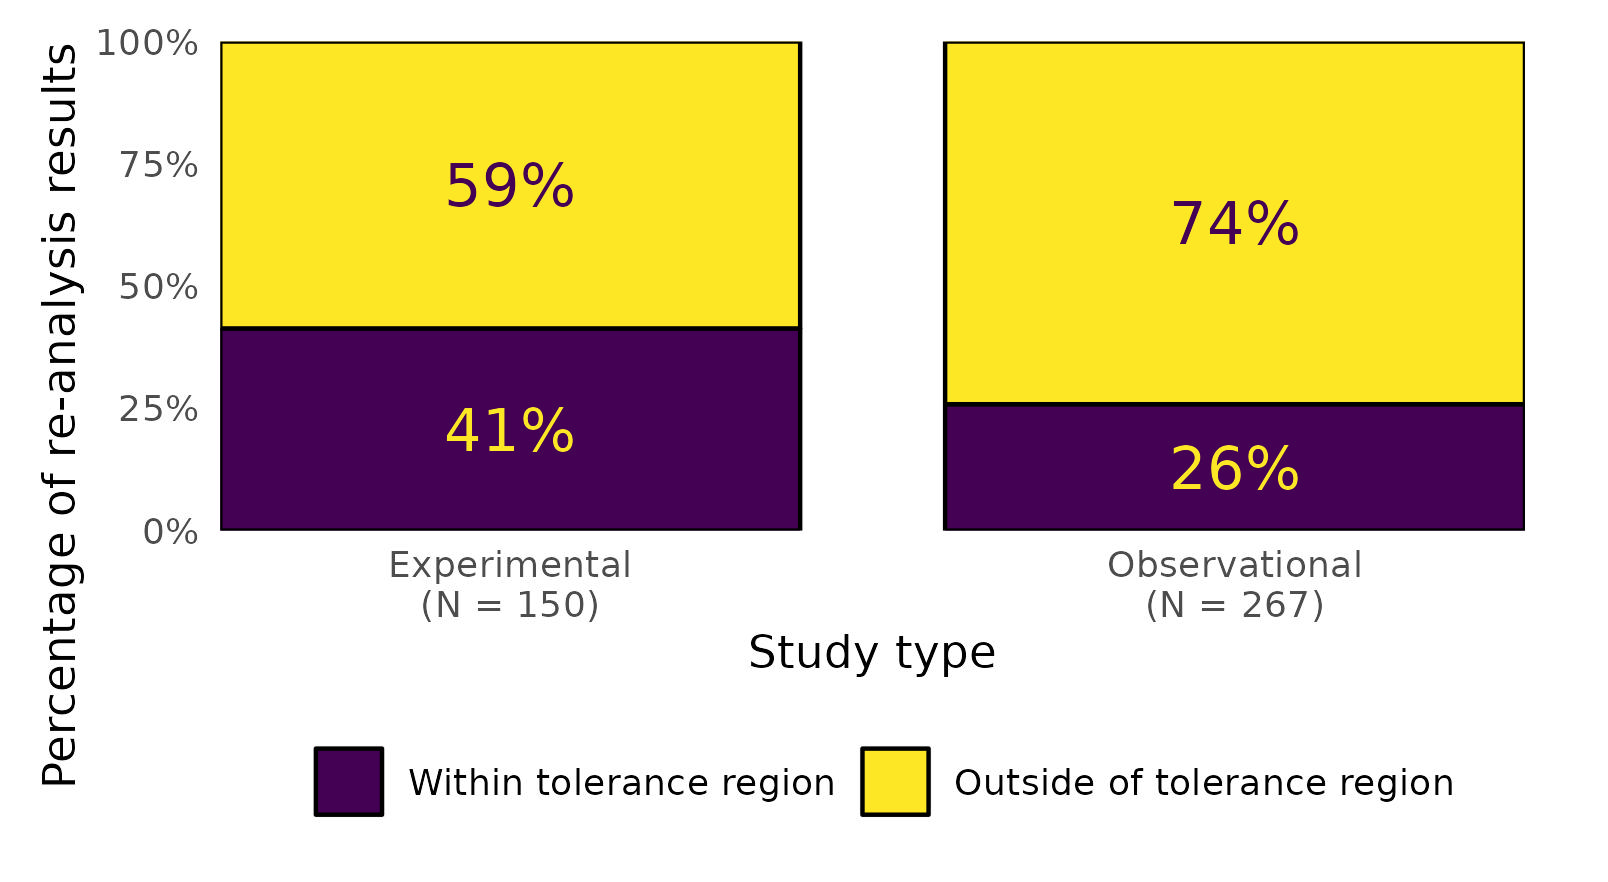 Percentage of re-analysis results
100%
75%
50%
25%
0%
59%
41%
74%
26%
Experimental
(N = 150)
Observational
(N = 267)
Study type
Within tolerance region
Outside of tolerance region